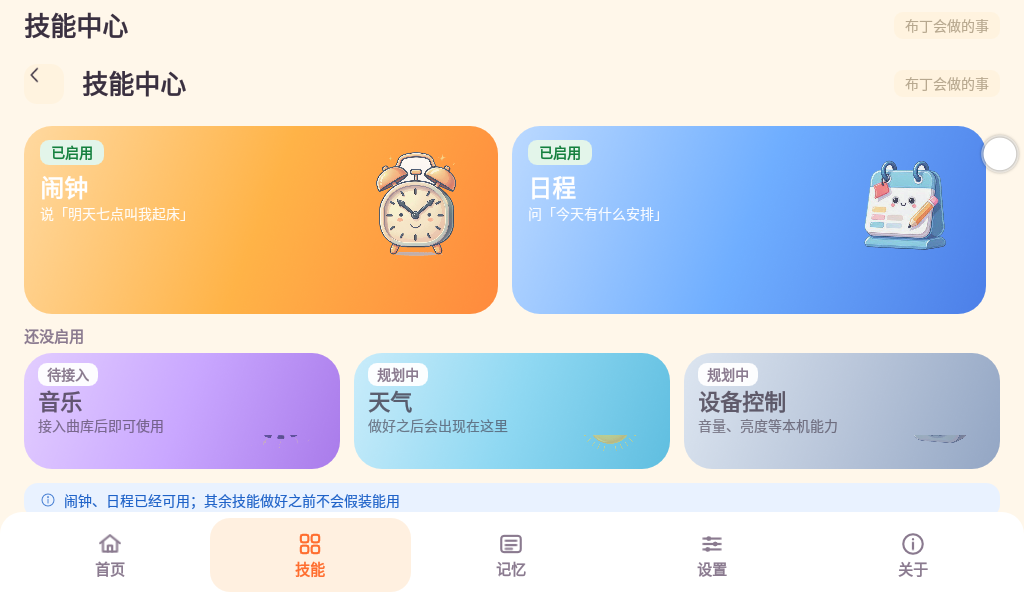 技能中心
布丁会做的事
技能中心
布丁会做的事
已启用
闹钟
说「明天七点叫我起床」
已启用
日程
问「今天有什么安排」
还没启用
待接入
音乐
接入曲库后即可使用
规划中
天气
做好之后会出现在这里
规划中
设备控制
音量、亮度等本机能力
闹钟、日程已经可用；其余技能做好之前不会假装能用
首页
技能
记忆
设置
关于